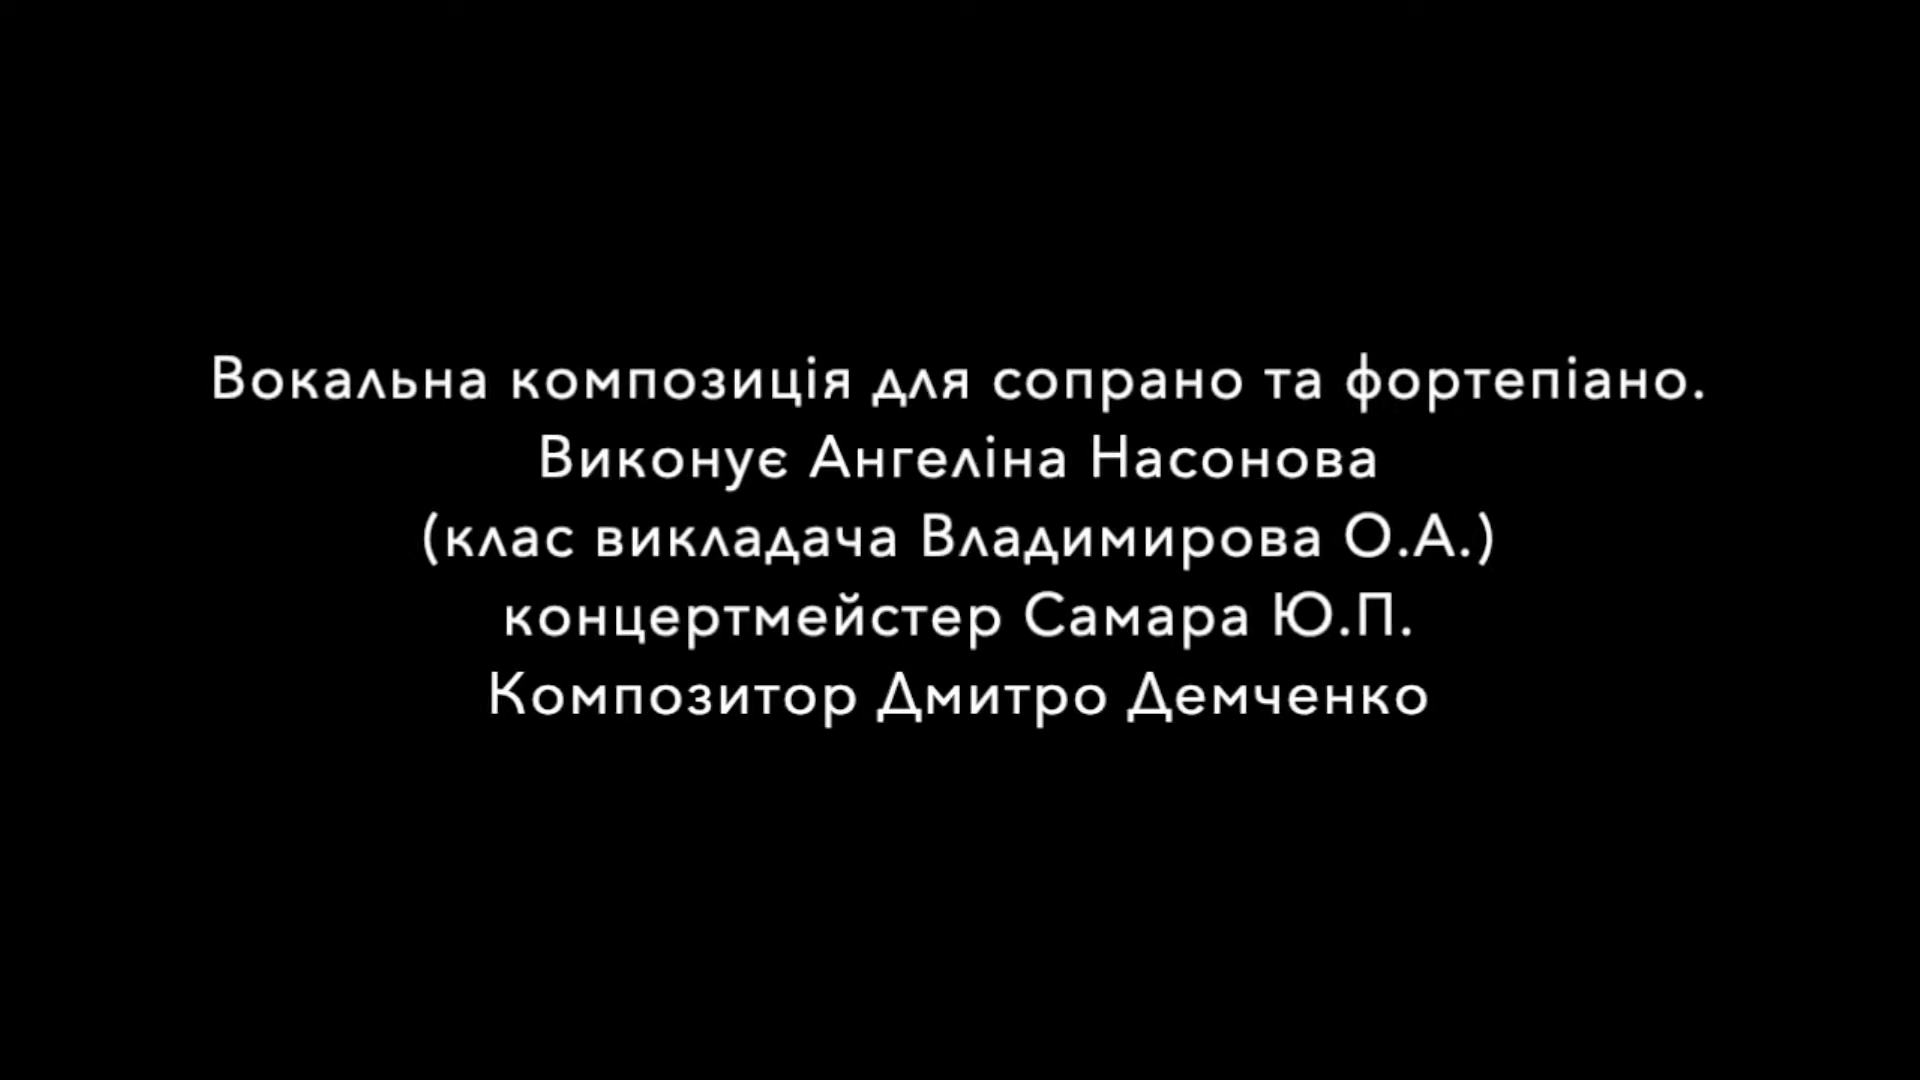 Вокальна композиція для сопрано та фортепіано.
Виконує Ангеліна Насонова
(клас викладача Владимирова О.А.)
концертмейстер Самара Ю.П.
Композитор Дмитро Демченко